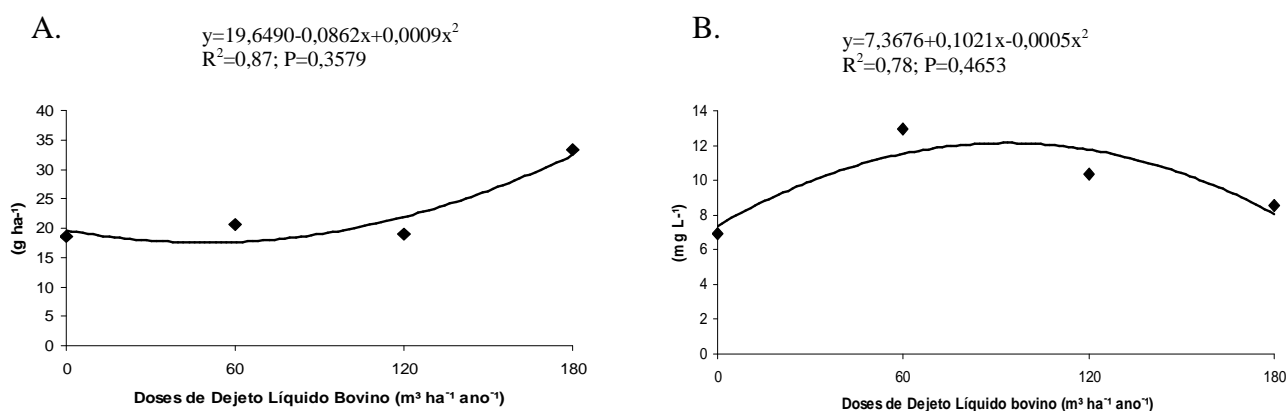 A.
y=19,6490-0,0862x+0,0009x²
R²=0,87; P=0,3579
40
35
30
25
20
15
10
5
0
(g ha-¹)
0 60 120 180
Doses de Dejeto Líquido Bovino (m³ ha⁻¹ ano⁻¹)
B.
y=7,3676+0,1021x-0,0005x²
R²=0,78; P=0,4653
14
12
10
8
6
4
2
0
(mg L-¹)
0 60 120 180
Doses de Dejeto Líquido bovino (m³ ha⁻¹ ano⁻¹)